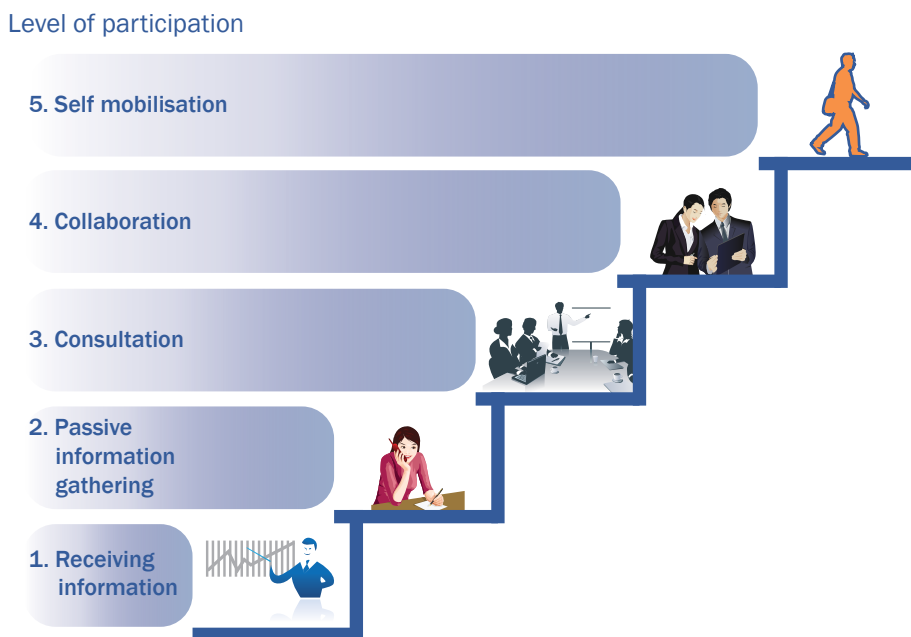 Level of participation
5. Self mobilisation
4. Collaboration
3. Consultation
2. Passive
information
gathering
1. Receiving
information